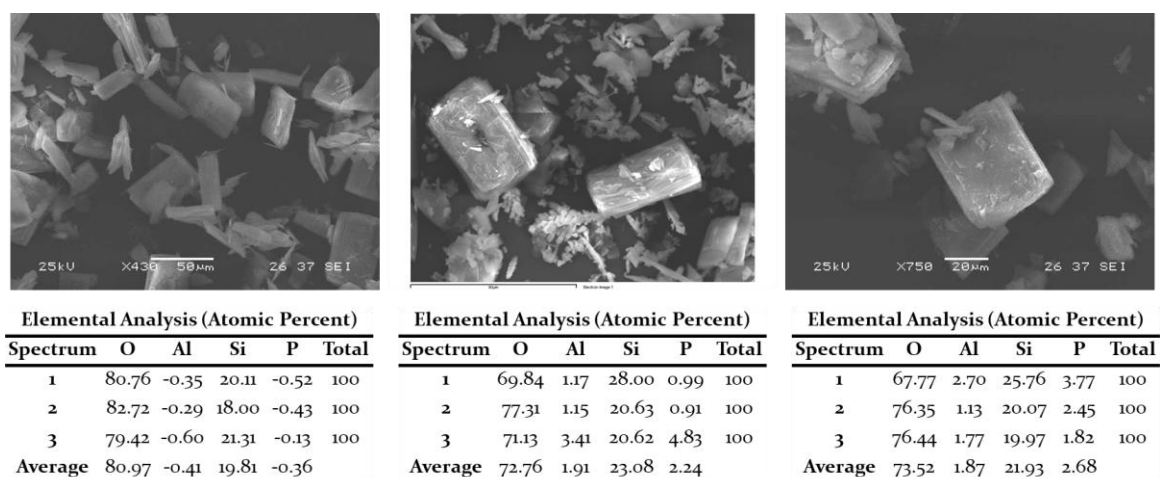 25kV X430 50μm 26 37 SEI
50μm Electron Image 1
25kV X750 20μm 26 37 SEI
Elemental Analysis (Atomic Percent)
Spectrum O Al Si P Total
1 80.76 -0.35 20.11 -0.52 100
2 82.72 -0.29 18.00 -0.43 100
3 79.42 -0.60 21.31 -0.13 100
Average 80.97 -0.41 19.81 -0.36
Elemental Analysis (Atomic Percent)
Spectrum O Al Si P Total
1 69.84 1.17 28.00 0.99 100
2 77.31 1.15 20.63 0.91 100
3 71.13 3.41 20.62 4.83 100
Average 72.76 1.91 23.08 2.24
Elemental Analysis (Atomic Percent)
Spectrum O Al Si P Total
1 67.77 2.70 25.76 3.77 100
2 76.35 1.13 20.07 2.45 100
3 76.44 1.77 19.97 1.82 100
Average 73.52 1.87 21.93 2.68